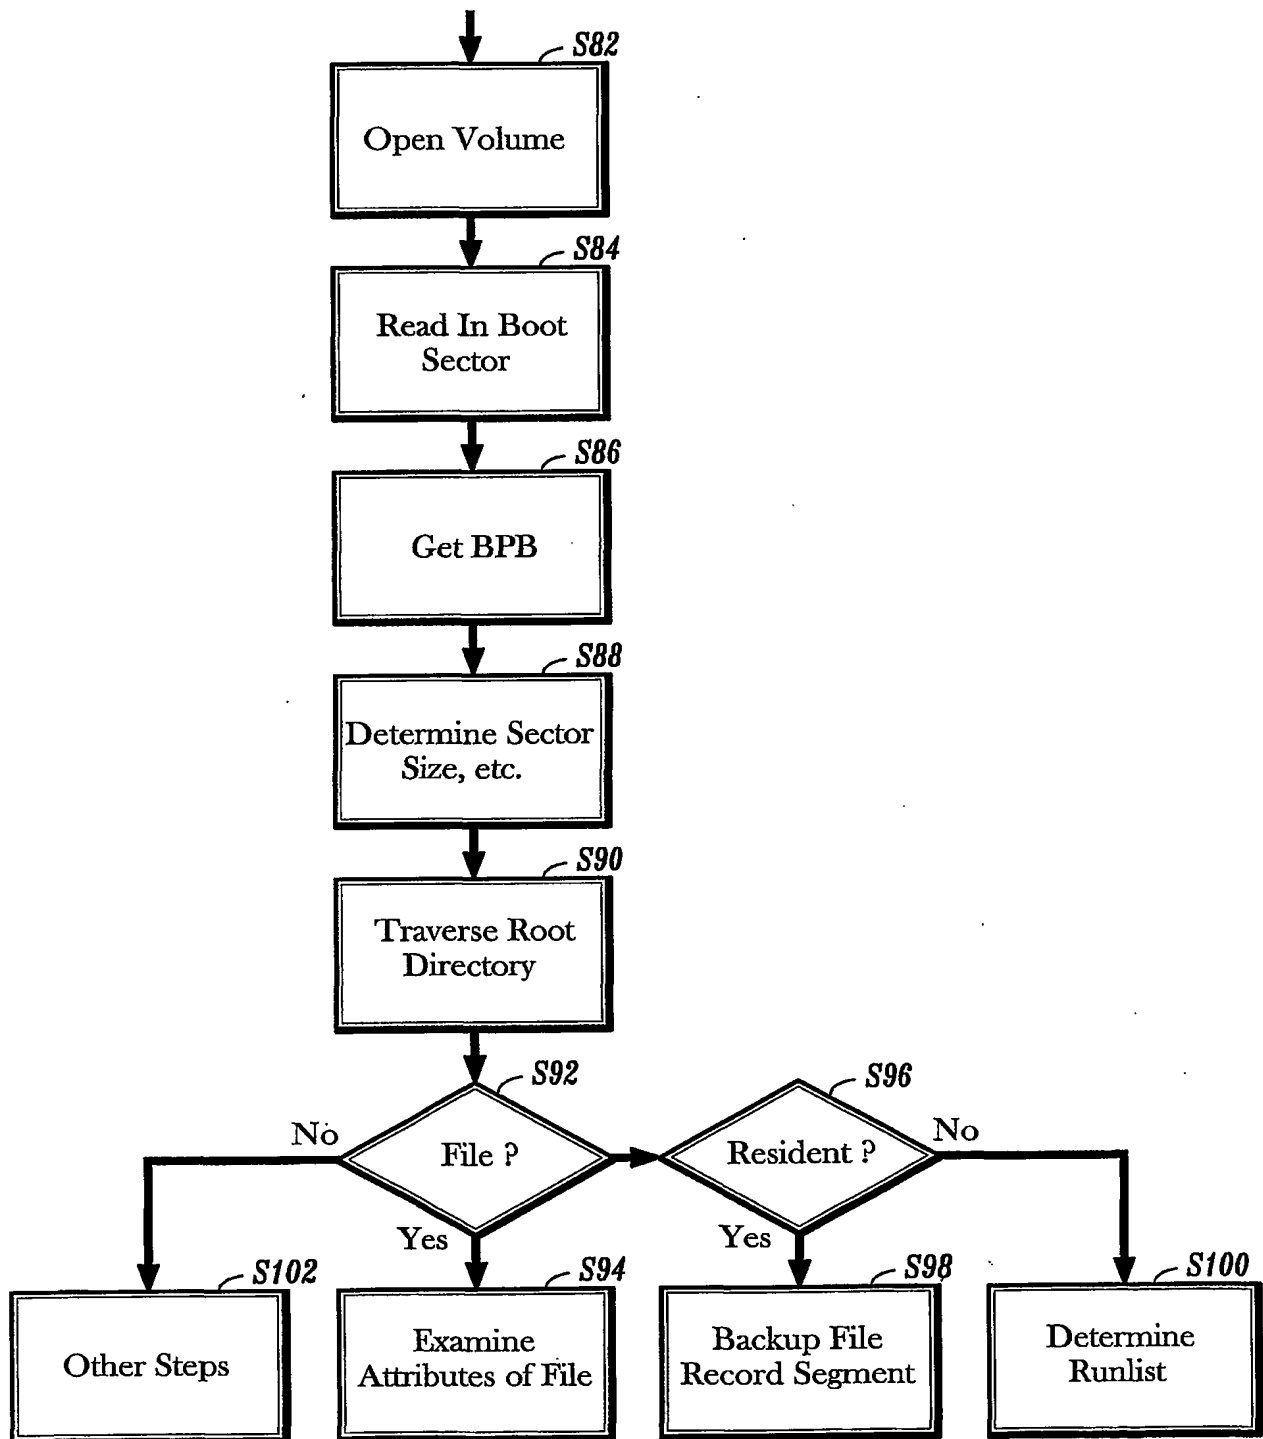 S82
Open Volume
S84
Read In Boot
Sector
S86
Get BPB
S88
Determine Sector
Size, etc.
S90
Traverse Root
Directory
S92
S96
No
File ?
Resident ?
No
Yes
Yes
S102
S94
S98
S100
Other Steps
Examine
Attributes of File
Backup File
Record Segment
Determine
Runlist